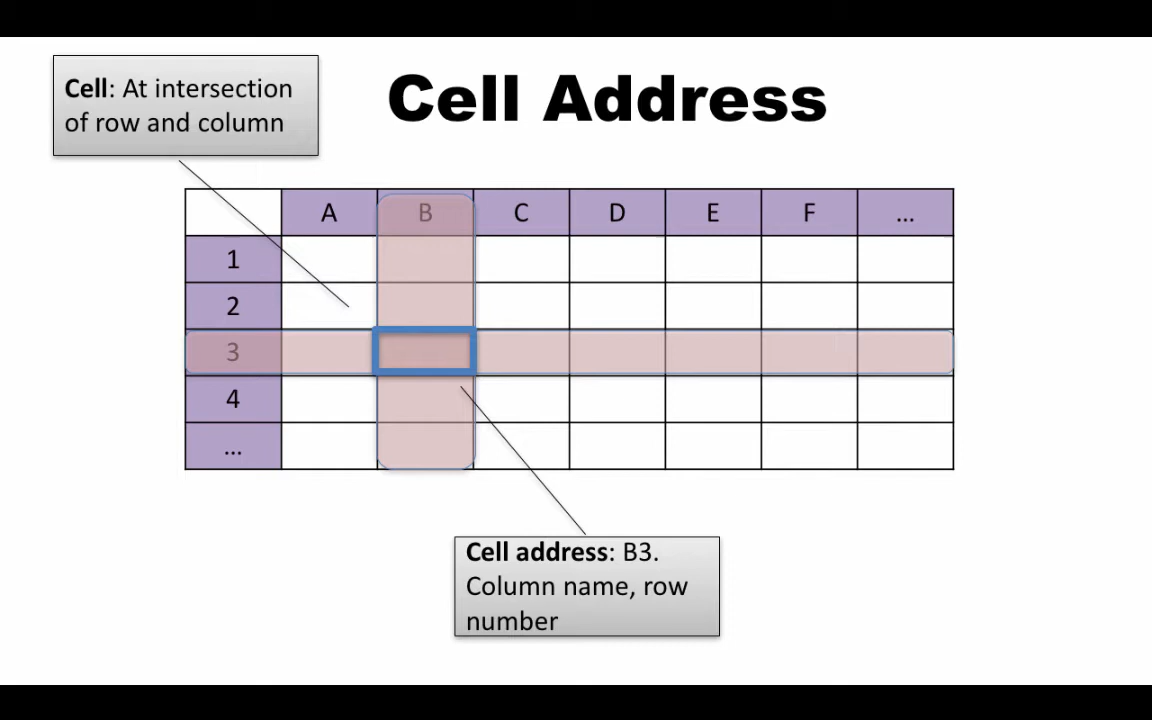 Cell: At intersection
of row and column
Cell Address
A B C D E F ...
1
2
3
4
...
Cell address: B3.
Column name, row
number